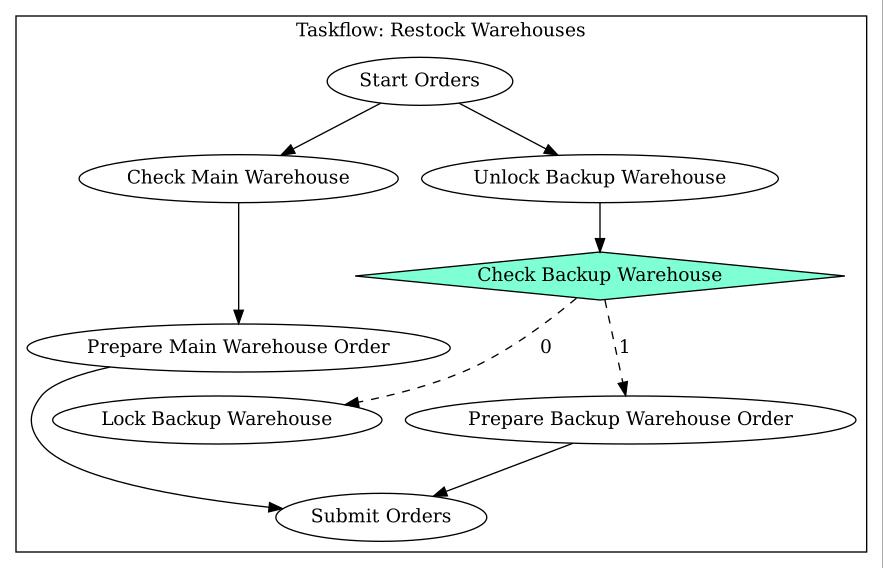 Taskflow: Restock Warehouses
Start Orders
Check Main Warehouse
Unlock Backup Warehouse
Check Backup Warehouse
Prepare Main Warehouse Order
0
1
Lock Backup Warehouse
Prepare Backup Warehouse Order
Submit Orders